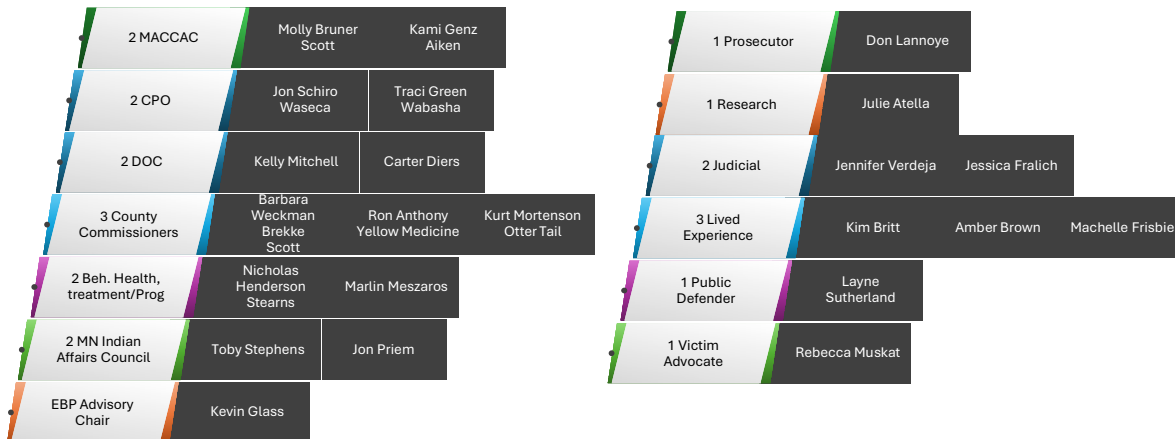 2 MACCAC
Molly Bruner
Scott
Kami Genz
Aiken
2 CPO
Jon Schiro
Waseca
Traci Green
Wabasha
2 DOC
Kelly Mitchell
Carter Diers
3 County
Commissioners
Barbara
Weckman
Brekke
Scott
Ron Anthony
Yellow Medicine
Kurt Mortenson
Otter Tail
2 Beh. Health,
treatment/Prog
Nicholas
Henderson
Stearns
Marlin Meszaros
2 MN Indian
Affairs Council
Toby Stephens
Jon Priem
EBP Advisory
Chair
Kevin Glass
1 Prosecutor
Don Lannoye
1 Research
Julie Atella
2 Judicial
Jennifer Verdeja
Jessica Fralich
3 Lived
Experience
Kim Britt
Amber Brown
Machelle Frisbie
1 Public
Defender
Layne
Sutherland
1 Victim
Advocate
Rebecca Muskat